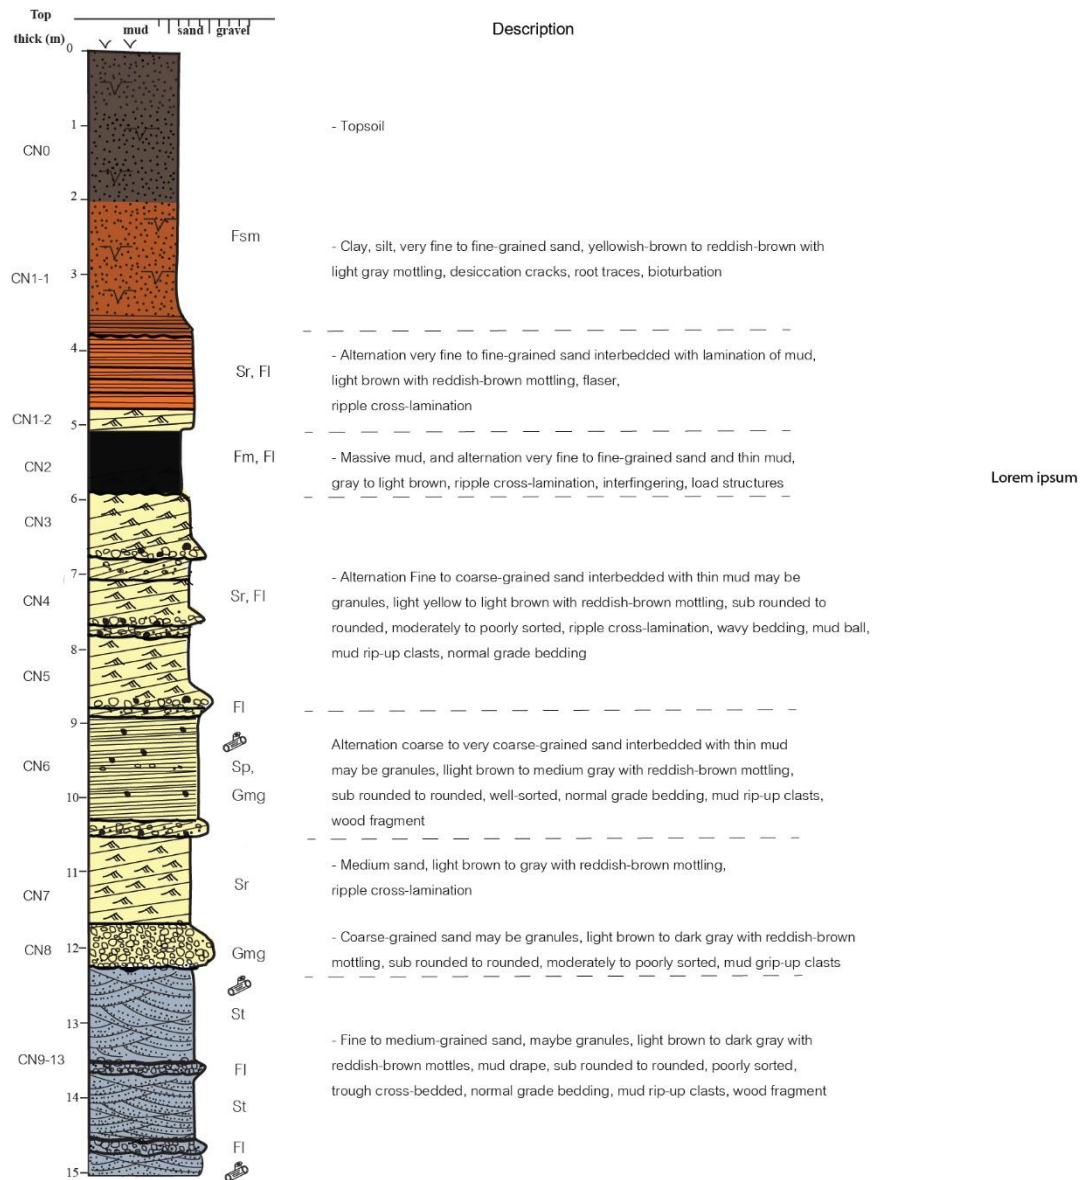 Top
thick (m)
mud sand gravel
Description
0
1
- Topsoil
CN0
2
Fsm
- Clay, silt, very fine to fine-grained sand, yellowish-brown to reddish-brown with
light gray mottling, desiccation cracks, root traces, bioturbation
CN1-1
3
4
- Alternation very fine to fine-grained sand interbedded with lamination of mud,
light brown with reddish-brown mottling, flaser,
ripple cross-lamination
Sr, Fl
CN1-2
5
CN2
Fm, Fl
- Massive mud, and alternation very fine to fine-grained sand and thin mud,
gray to light brown, ripple cross-lamination, interfingering, load structures
Lorem ipsum
6
CN3
7
CN4
Sr, Fl
- Alternation Fine to coarse-grained sand interbedded with thin mud may be
granules, light yellow to light brown with reddish-brown mottling, sub rounded to
rounded, moderately to poorly sorted, ripple cross-lamination, wavy bedding, mud ball,
mud rip-up clasts, normal grade bedding
8
CN5
Fl
9
CN6
Sp,
Gmg
Alternation coarse to very coarse-grained sand interbedded with thin mud
may be granules, llight brown to medium gray with reddish-brown mottling,
sub rounded to rounded, well-sorted, normal grade bedding, mud rip-up clasts,
wood fragment
10
11
CN7
Sr
- Medium sand, light brown to gray with reddish-brown mottling,
ripple cross-lamination
CN8
12
Gmg
- Coarse-grained sand may be granules, light brown to dark gray with reddish-brown
mottling, sub rounded to rounded, moderately to poorly sorted, mud grip-up clasts
St
13
CN9-13
Fl
- Fine to medium-grained sand, maybe granules, light brown to dark gray with
reddish-brown mottles, mud drape, sub rounded to rounded, poorly sorted,
trough cross-bedded, normal grade bedding, mud rip-up clasts, wood fragment
14
St
Fl
15